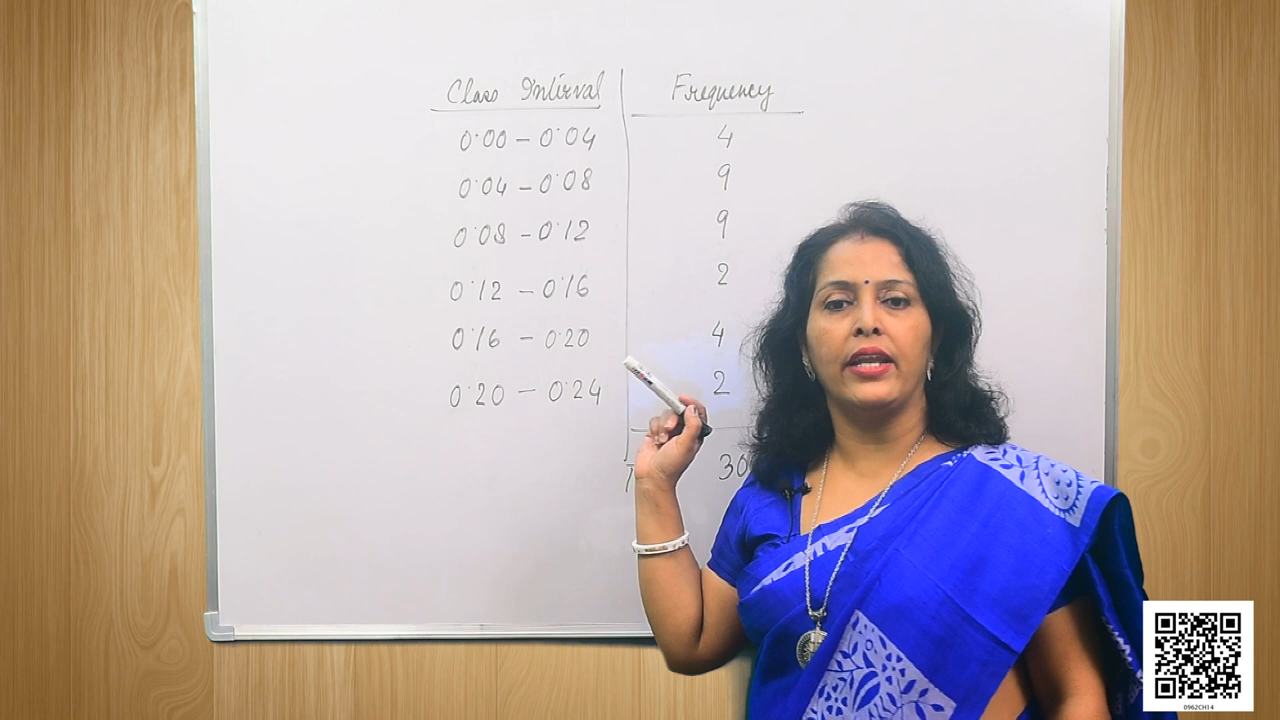 Class Interval Frequency
0.00 - 0.04 4
0.04 - 0.08 9
0.08 - 0.12 9
0.12 - 0.16 2
0.16 - 0.20 4
0.20 - 0.24 2
30
0962CH14